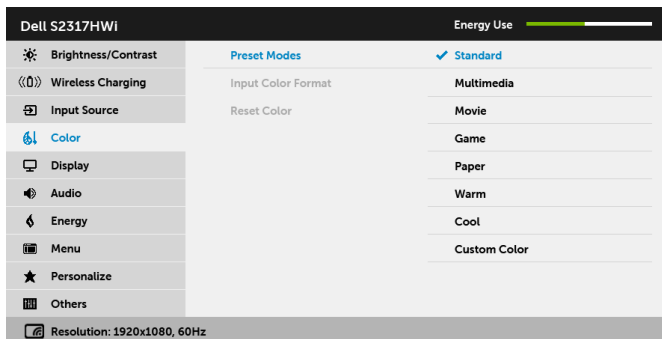 Dell S2317HWi
Energy Use
Brightness/Contrast
Preset Modes
Standard
Wireless Charging
Input Color Format
Multimedia
Input Source
Reset Color
Movie
Color
Game
Display
Paper
Audio
Warm
Energy
Cool
Menu
Custom Color
Personalize
Others
Resolution: 1920x1080, 60Hz